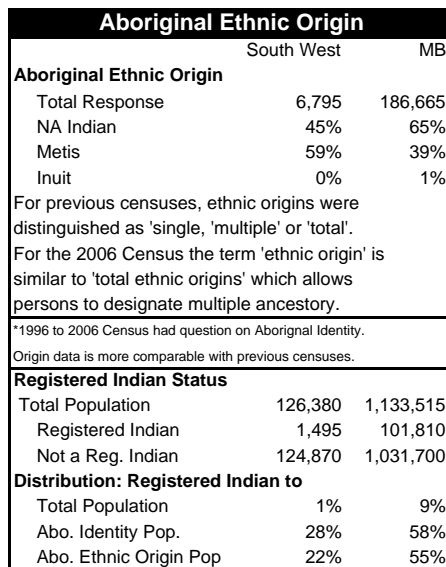 Aboriginal Ethnic Origin
South West MB
Aboriginal Ethnic Origin
Total Response 6,795 186,665
NA Indian 45% 65%
Metis 59% 39%
Inuit 0% 1%
For previous censuses, ethnic origins were
distinguished as 'single, 'multiple' or 'total'.
For the 2006 Census the term 'ethnic origin' is
similar to 'total ethnic origins' which allows
persons to designate multiple ancestory.
*1996 to 2006 Census had question on Aborignal Identity.
Origin data is more comparable with previous censuses.
Registered Indian Status
Total Population 126,380 1,133,515
Registered Indian 1,495 101,810
Not a Reg. Indian 124,870 1,031,700
Distribution: Registered Indian to
Total Population 1% 9%
Abo. Identity Pop. 28% 58%
Abo. Ethnic Origin Pop 22% 55%